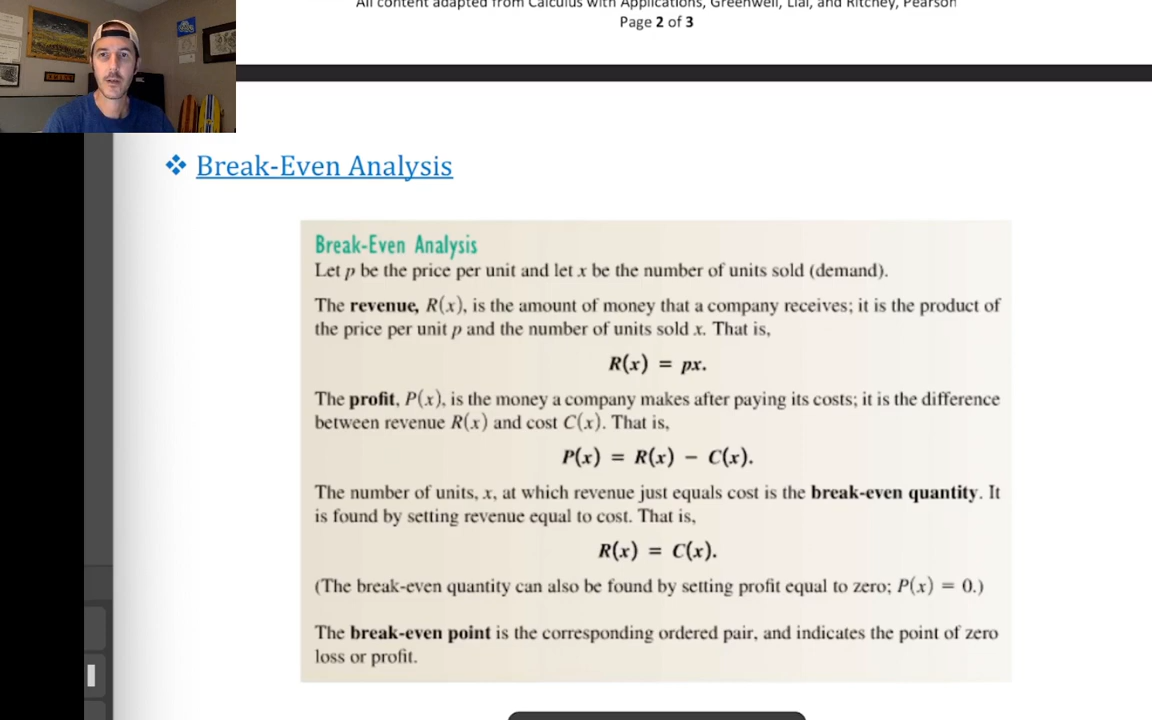 All content adapted from Calculus with Applications, Greenwell, Lial, and Ritchey, Pearson
Page 2 of 3
❖ Break-Even Analysis
Break-Even Analysis
Let p be the price per unit and let x be the number of units sold (demand).
The revenue, R(x), is the amount of money that a company receives; it is the product of
the price per unit p and the number of units sold x. That is,
R(x) = px.
The profit, P(x), is the money a company makes after paying its costs; it is the difference
between revenue R(x) and cost C(x). That is,
P(x) = R(x) − C(x).
The number of units, x, at which revenue just equals cost is the break-even quantity. It
is found by setting revenue equal to cost. That is,
R(x) = C(x).
(The break-even quantity can also be found by setting profit equal to zero; P(x) = 0.)
The break-even point is the corresponding ordered pair, and indicates the point of zero
loss or profit.